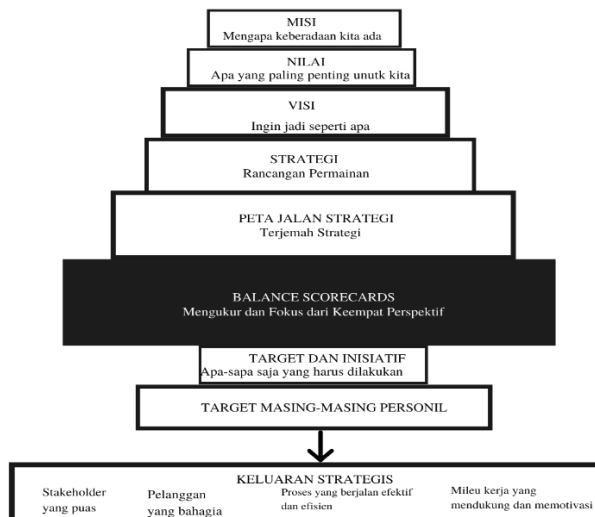 MISI
Mengapa keberadaan kita ada
NILAI
Apa yang paling penting unutk kita
VISI
Ingin jadi seperti apa
STRATEGI
Rancangan Permainan
PETA JALAN STRATEGI
Terjemah Strategi
BALANCE SCORECARDS
Mengukur dan Fokus dari Keempat Perspektif
TARGET DAN INISIATIF
Apa-sapa saja yang harus dilakukan
TARGET MASING-MASING PERSONIL
KELUARAN STRATEGIS
Stakeholder
yang puas
Pelanggan
yang bahagia
Proses yang berjalan efektif
dan efisien
Mileu kerja yang
mendukung dan memotivasi